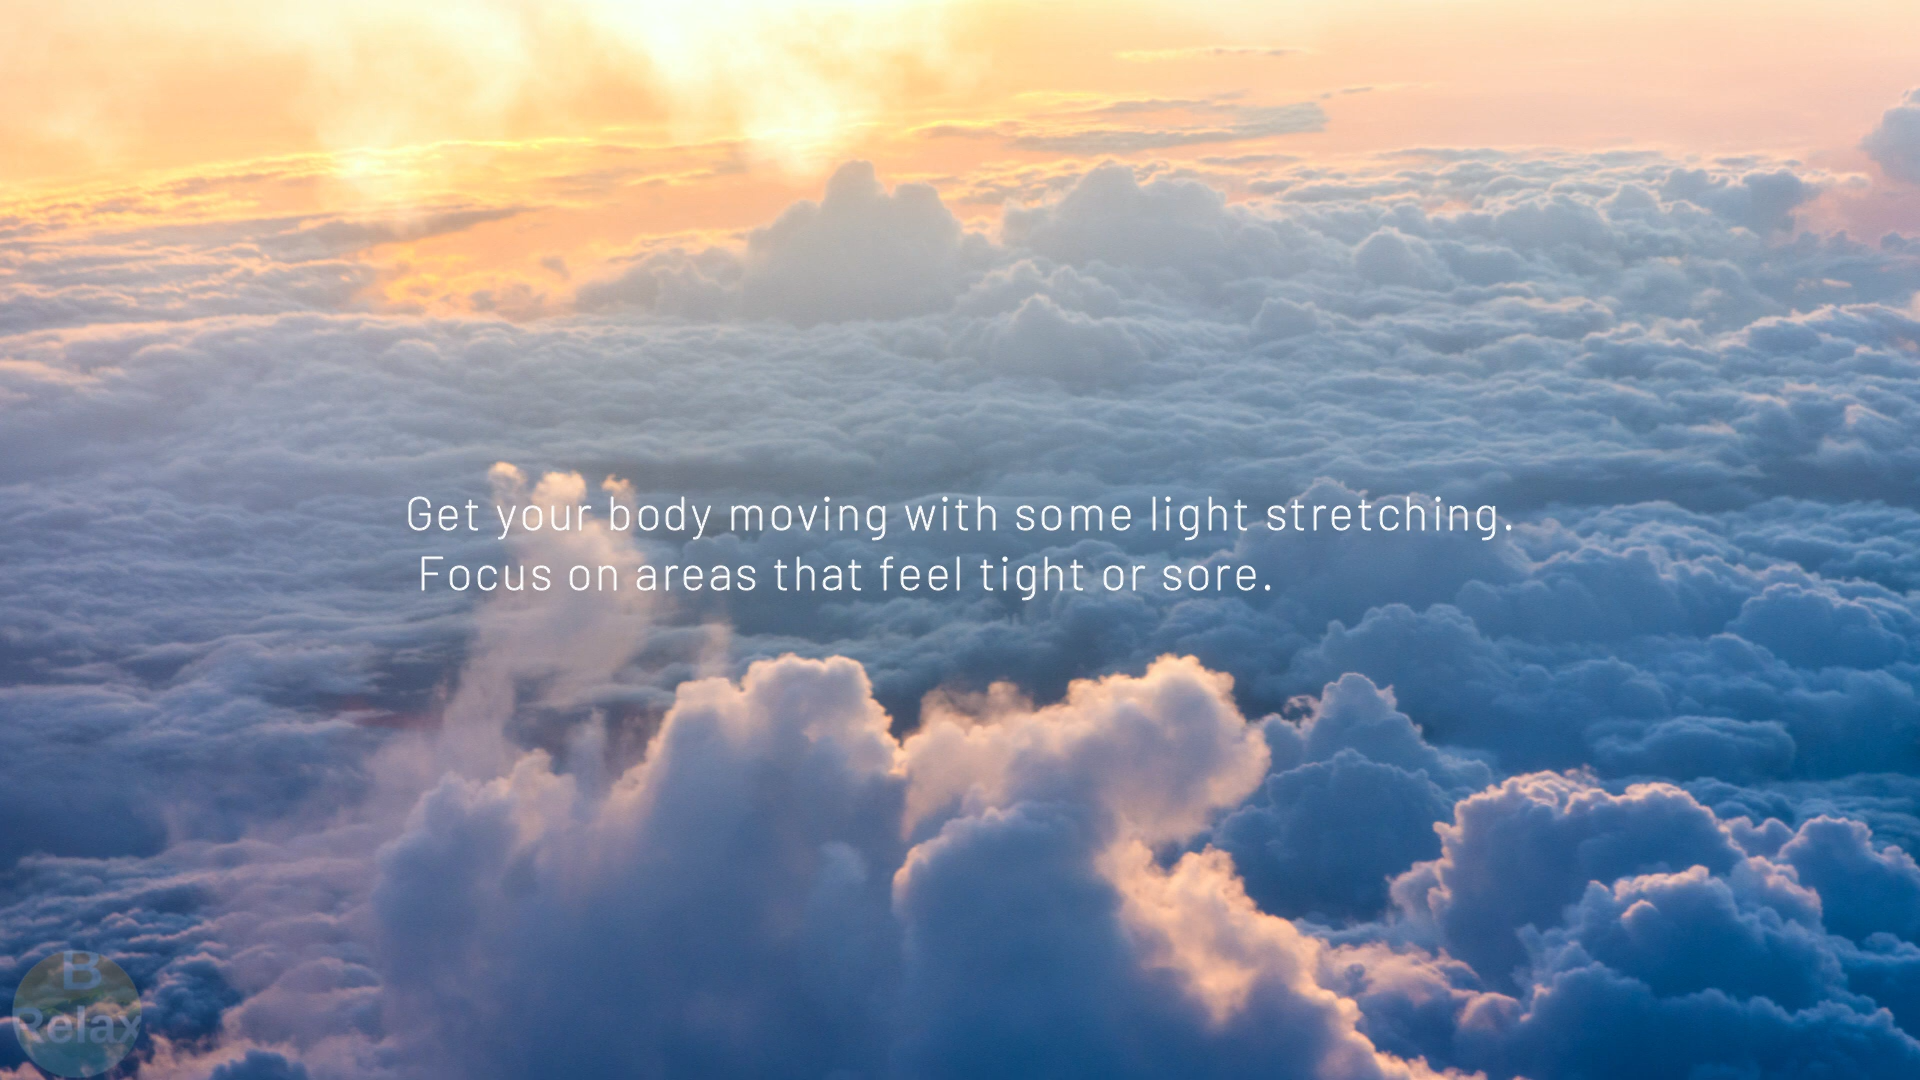 Get your body moving with some light stretching.
Focus on areas that feel tight or sore.
B
Relax